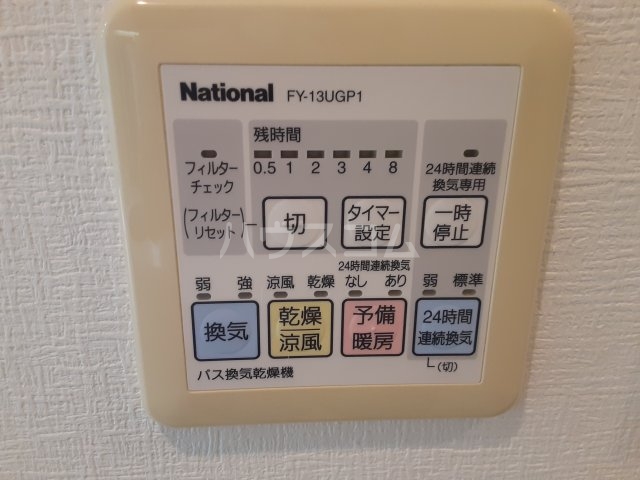 National FY-13UGP1
残時間
0.5 1 2 3 4 8
フィルター
チェック
24時間連続
換気専用
(フィルター
リセット)
切
タイマー
設定
一時
停止
ハウスコム
24時間連続換気
弱 強 涼風 乾燥 なし あり 弱 標準
換気
乾燥
涼風
予備
暖房
24時間
連続換気
(切)
バス換気乾燥機